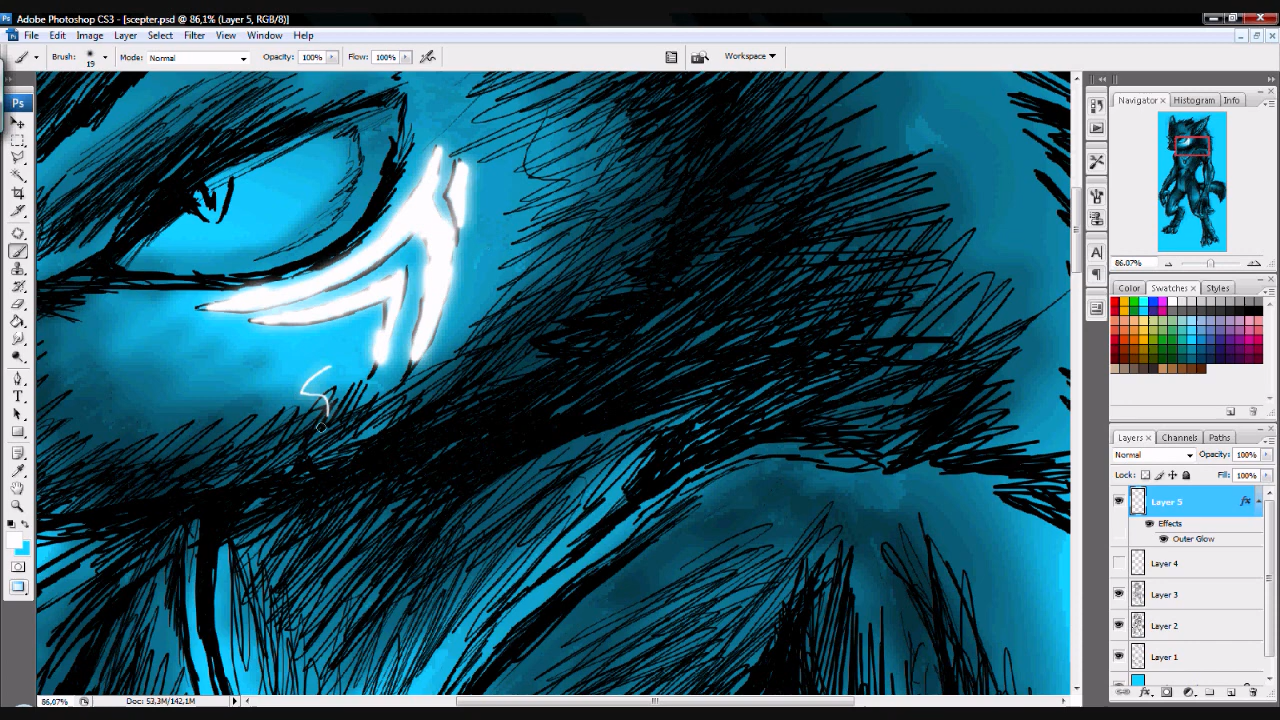 Ps Adobe Photoshop CS3 - [scepter.psd @ 86,1% (Layer 5, RGB/8)]
File Edit Image Layer Select Filter View Window Help
Brush: 19 Mode: Normal Opacity: 100% Flow: 100% Workspace
Ps
Navigator x Histogram Info
86.07%
Color Swatches x Styles
Layers x Channels Paths
Normal Opacity: 100%
Lock: Fill: 100%
Layer 5 fx
Effects
Outer Glow
Layer 4
Layer 3
Layer 2
Layer 1
86.07% Doc: 53,3M/142,1M